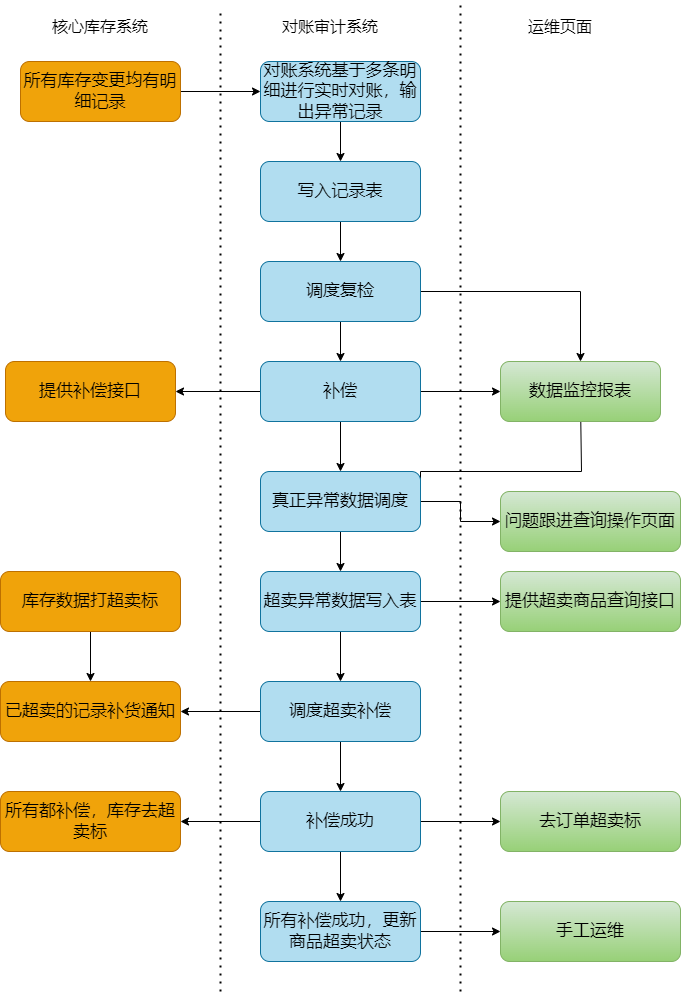 核心库存系统
对账审计系统
运维页面
所有库存变更均有明
细记录
对账系统基于多条明
细进行实时对账，输
出异常记录
写入记录表
调度复检
提供补偿接口
补偿
数据监控报表
真正异常数据调度
问题跟进查询操作页面
库存数据打超卖标
超卖异常数据写入表
提供超卖商品查询接口
已超卖的记录补货通知
调度超卖补偿
所有都补偿，库存去超
卖标
补偿成功
去订单超卖标
所有补偿成功，更新
商品超卖状态
手工运维